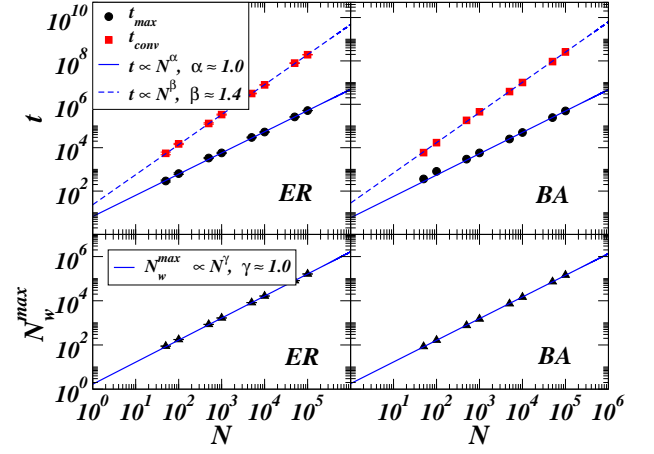 10^10
10^8
10^6
10^4
10^2
t
t_max
t_conv
t ∝ N^α, α ≈ 1.0
t ∝ N^β, β ≈ 1.4
ER
BA
10^6
10^4
10^2
10^0
N_w^max
N_w^max ∝ N^γ, γ ≈ 1.0
ER
BA
10^0 10^1 10^2 10^3 10^4 10^5
10^1 10^2 10^3 10^4 10^5 10^6
N
N